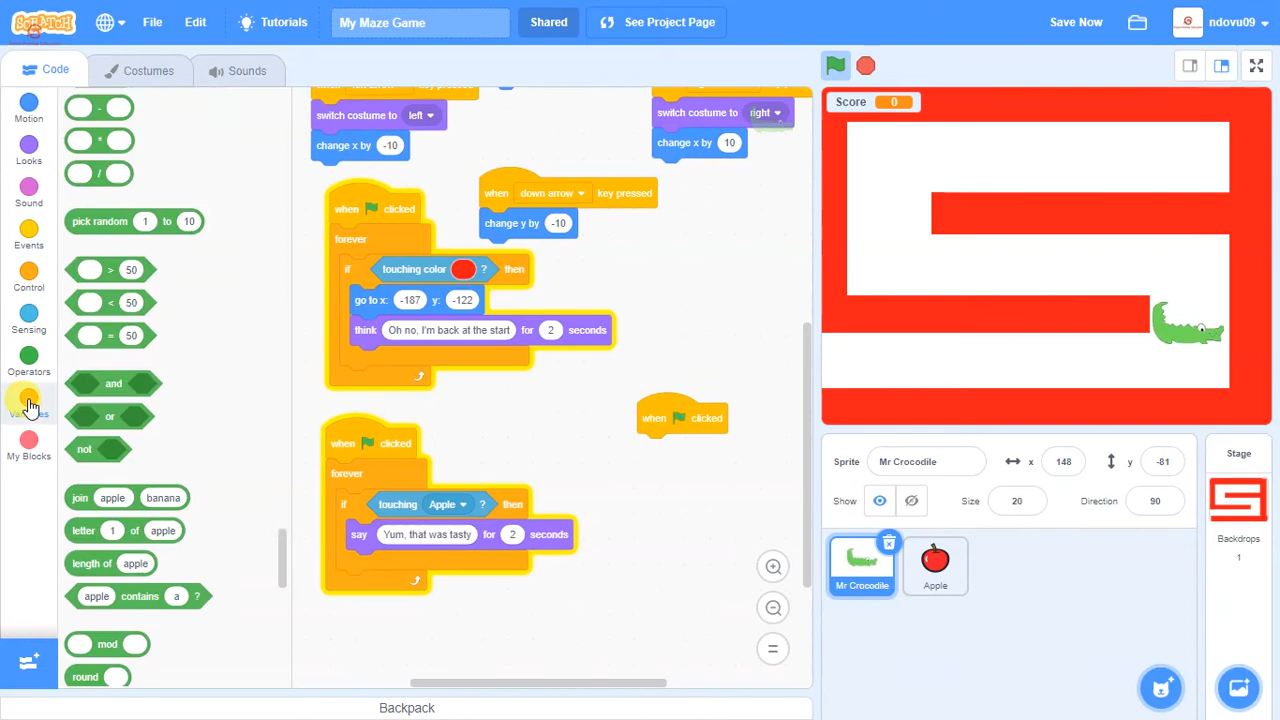 SCRATCH
File
Edit
Tutorials
My Maze Game
Shared
See Project Page
Save Now
ndovu09
Code
Costumes
Sounds
Motion
Looks
Sound
Events
Control
Sensing
Operators
My Blocks
-
*
/
pick random 1 to 10
> 50
< 50
= 50
and
or
not
join apple banana
letter 1 of apple
length of apple
apple contains a ?
mod
round
key pressed
switch costume to left
change x by -10
switch costume to right
change x by 10
when down arrow key pressed
change y by -10
when clicked
forever
if touching color ? then
go to x: -187 y: -122
think Oh no, I'm back at the start for 2 seconds
when clicked
when clicked
forever
if touching Apple ? then
say Yum, that was tasty for 2 seconds
Backpack
Score 0
Sprite Mr Crocodile x 148 y -81
Show Size 20 Direction 90
Mr Crocodile
Apple
Stage
Backdrops
1